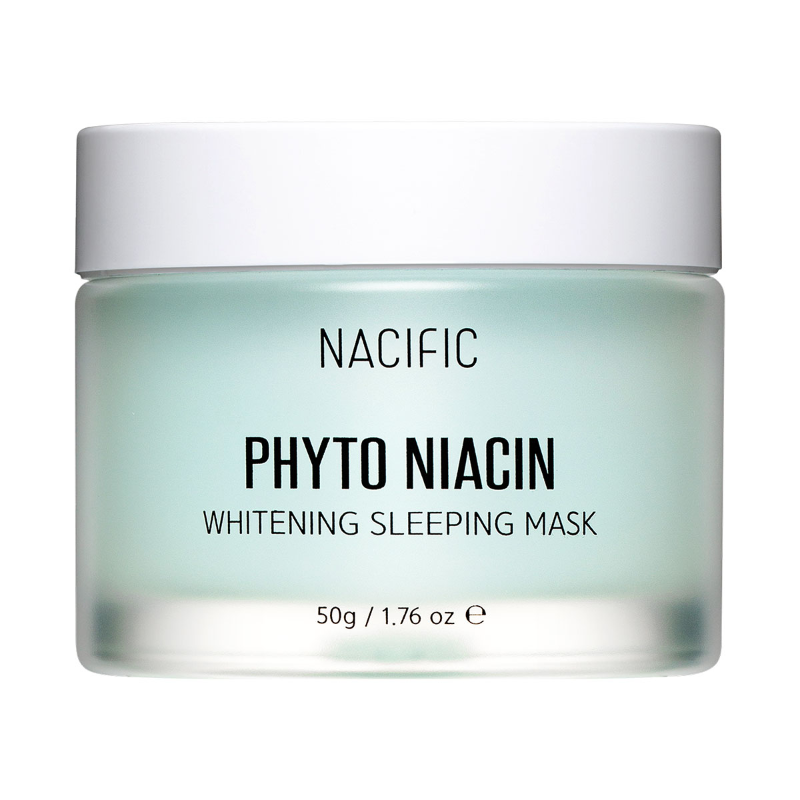 NACIFIC
PHYTO NIACIN
WHITENING SLEEPING MASK
50g / 1.76 oz ℮